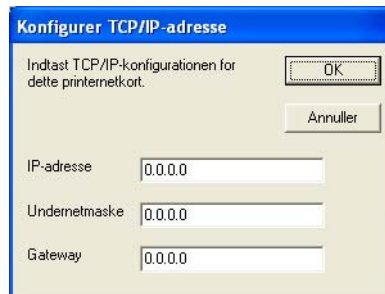 Konfigurer TCP/IP-adresse
Indtast TCP/IP-konfigurationen for
dette printernetkort.
OK
Annuller
IP-adresse 0.0.0.0
Undernetmaske 0.0.0.0
Gateway 0.0.0.0